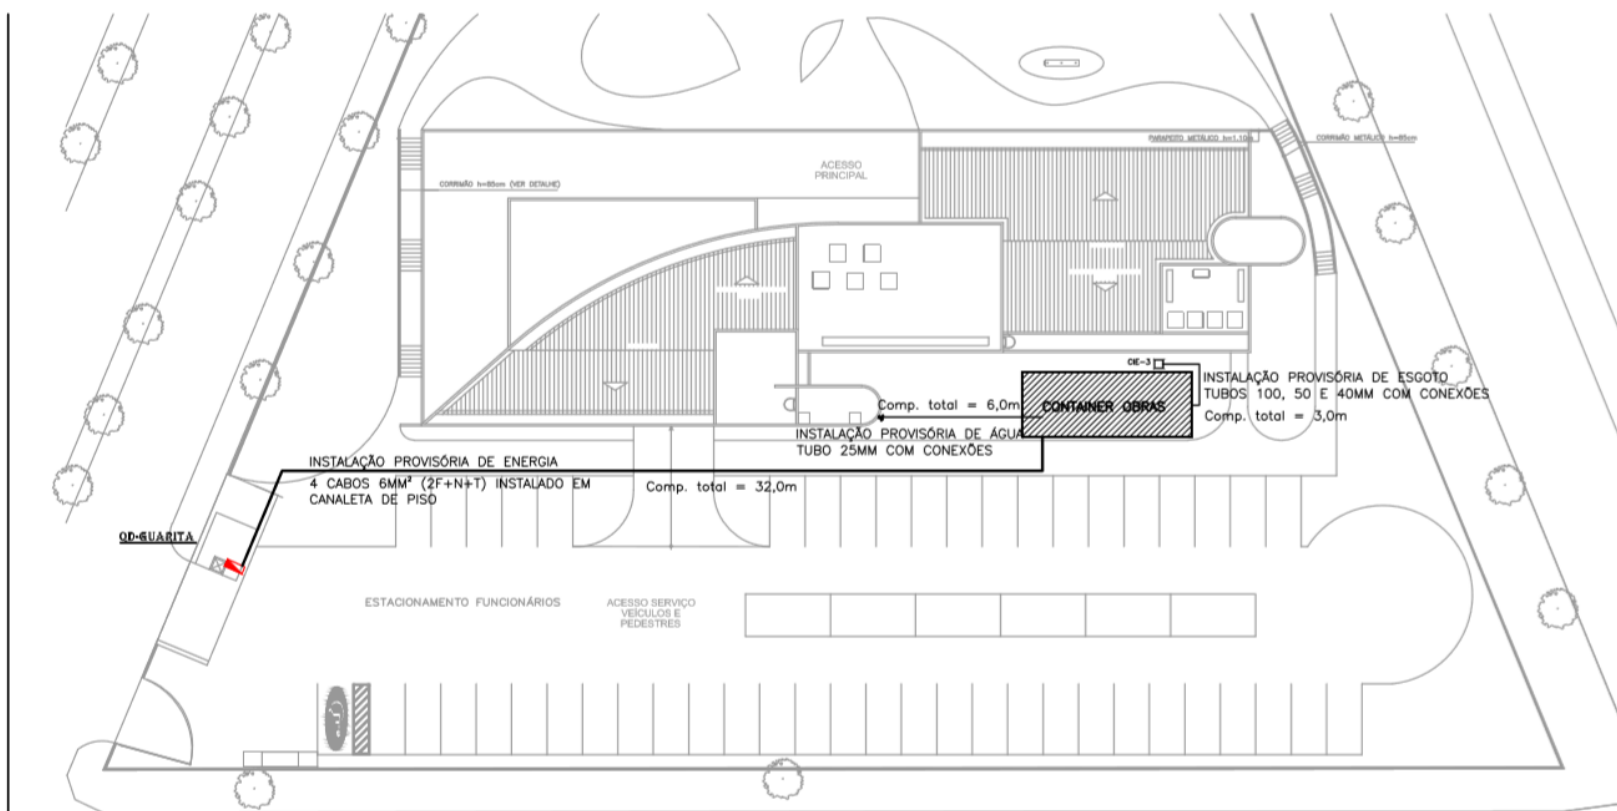 PARAPEITO METÁLICO h=1.10m
CORRIMÃO METÁLICO h=85cm
ACESSO
PRINCIPAL
CORRIMÃO h=85cm (VER DETALHE)
CIE-3
INSTALAÇÃO PROVISÓRIA DE ESGOTO
TUBOS 100, 50 E 40MM COM CONEXÕES
Comp. total = 3,0m
CONTAINER OBRAS
Comp. total = 6,0m
INSTALAÇÃO PROVISÓRIA DE ÁGUA
TUBO 25MM COM CONEXÕES
INSTALAÇÃO PROVISÓRIA DE ENERGIA
4 CABOS 6MM² (2F+N+T) INSTALADO EM
CANALETA DE PISO
Comp. total = 32,0m
QD-GUARITA
ESTACIONAMENTO FUNCIONÁRIOS
ACESSO SERVIÇO
VEÍCULOS E
PEDESTRES